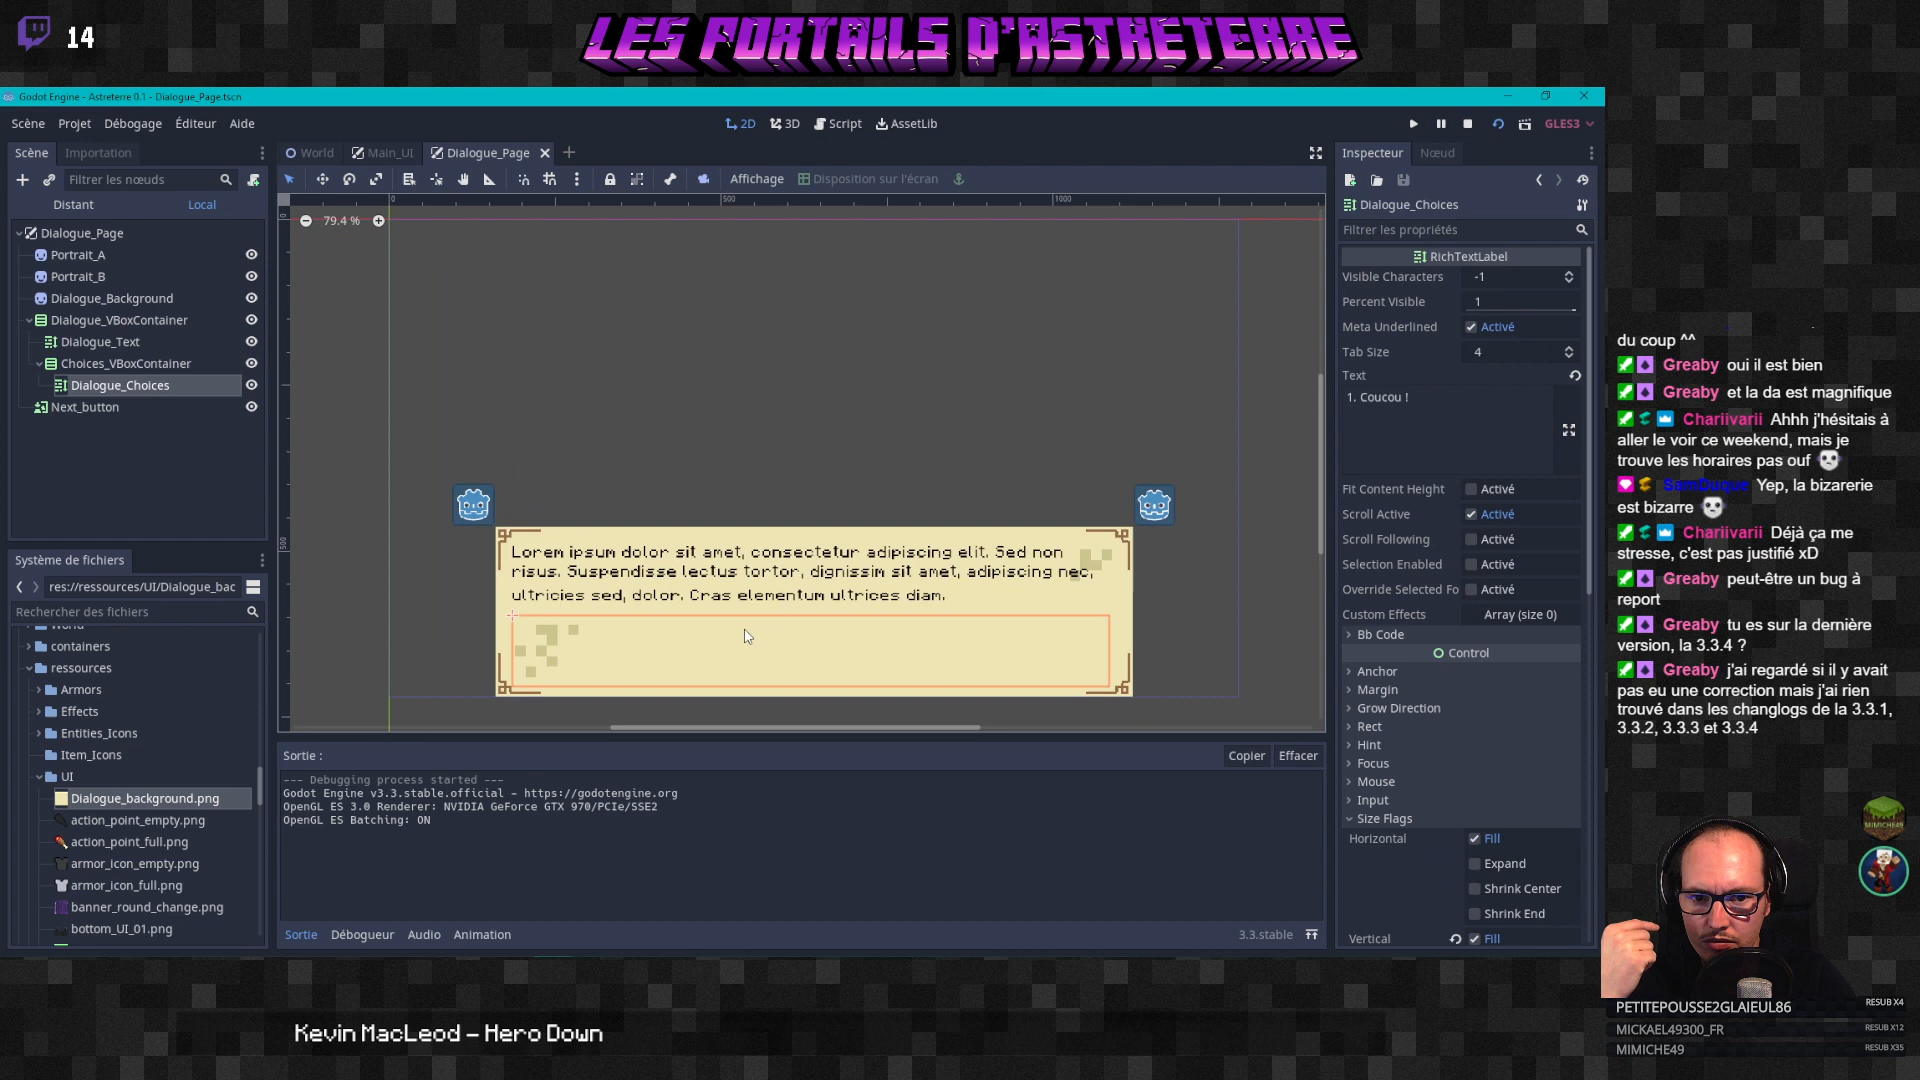 14
LES PORTAILS D'ASTRÉTERRE
Godot Engine - Astreterre 0.1 - Dialogue_Page.tscn
Scène Projet Débogage Éditeur Aide
2D 3D Script AssetLib
GLES3
Scène Importation
World Main_UI Dialogue_Page
Inspecteur Nœud
Filtrer les nœuds
Affichage Disposition sur l'écran
Distant Local
Dialogue_Choices
0 500 1000
79.4 %
Filtrer les propriétés
Dialogue_Page
Portrait_A
Portrait_B
Dialogue_Background
Dialogue_VBoxContainer
Dialogue_Text
Choices_VBoxContainer
Dialogue_Choices
Next_button
RichTextLabel
Visible Characters -1
Percent Visible 1
Meta Underlined Activé
Tab Size 4
Text
1. Coucou !
Fit Content Height Activé
Scroll Active Activé
Scroll Following Activé
Selection Enabled Activé
Override Selected Fo Activé
Custom Effects Array (size 0)
Bb Code
Control
Anchor
Margin
Grow Direction
Rect
Hint
Focus
Mouse
Input
Size Flags
Horizontal Fill
Expand
Shrink Center
Shrink End
Vertical Fill
Lorem ipsum dolor sit amet, consectetur adipiscing elit. Sed non
risus. Suspendisse lectus tortor, dignissim sit amet, adipiscing nec,
ultricies sed, dolor. Cras elementum ultrices diam.
500
Système de fichiers
res://ressources/UI/Dialogue_bac
Rechercher des fichiers
World
containers
ressources
Armors
Effects
Entities_Icons
Item_Icons
UI
Dialogue_background.png
action_point_empty.png
action_point_full.png
armor_icon_empty.png
armor_icon_full.png
banner_round_change.png
bottom_UI_01.png
Sortie :
Copier Effacer
--- Debugging process started ---
Godot Engine v3.3.stable.official - https://godotengine.org
OpenGL ES 3.0 Renderer: NVIDIA GeForce GTX 970/PCIe/SSE2
OpenGL ES Batching: ON
Sortie Débogueur Audio Animation
3.3.stable
du coup ^^
Greaby oui il est bien
Greaby et la da est magnifique
Chariivarii Ahhh j'hésitais à
aller le voir ce weekend, mais je
trouve les horaires pas ouf
SamDuque Yep, la bizarerie
est bizarre
Chariivarii Déjà ça me
stresse, c'est pas justifié xD
Greaby peut-être un bug à
report
Greaby tu es sur la dernière
version, la 3.3.4 ?
Greaby j'ai regardé si il y avait
pas eu une correction mais j'ai rien
trouvé dans les changlogs de la 3.3.1,
3.3.2, 3.3.3 et 3.3.4
MIMICHE49
PETITEPOUSSE2GLAIEUL86 RESUB X4
MICKAEL49300_FR RESUB X12
MIMICHE49 RESUB X35
Kevin MacLeod – Hero Down